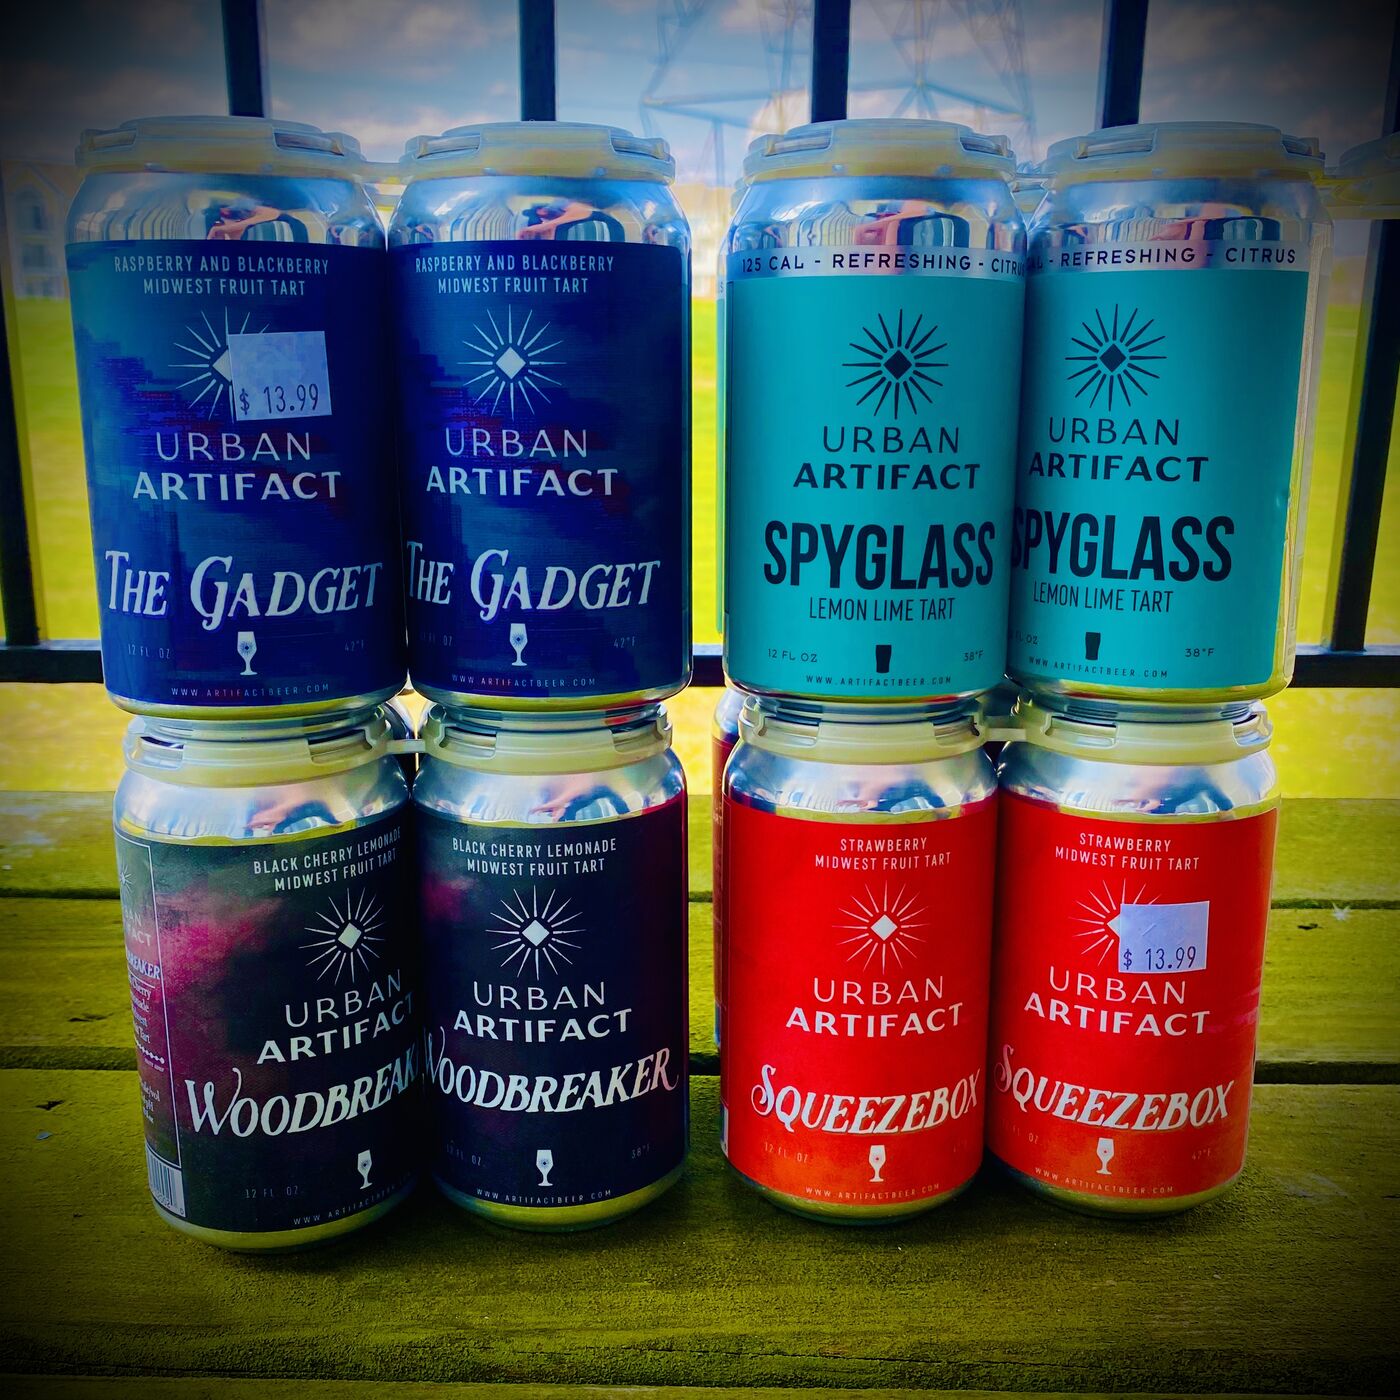 RASPBERRY AND BLACKBERRY
MIDWEST FRUIT TART
$ 13.99
URBAN
ARTIFACT
THE GADGET
12 FL OZ
42°F
WWW.ARTIFACTBEER.COM
RASPBERRY AND BLACKBERRY
MIDWEST FRUIT TART
URBAN
ARTIFACT
THE GADGET
FL OZ
42°F
WWW.ARTIFACTBEER.COM
125 CAL - REFRESHING - CITRUS
URBAN
ARTIFACT
SPYGLASS
LEMON LIME TART
12 FL OZ
38°F
WWW.ARTIFACTBEER.COM
- REFRESHING - CITRUS
URBAN
ARTIFACT
SPYGLASS
LEMON LIME TART
FL OZ
38°F
WWW.ARTIFACTBEER.COM
BLACK CHERRY LEMONADE
MIDWEST FRUIT TART
URBAN
ARTIFACT
WOODBREAK
12 FL. OZ.
WWW.ARTIFACTBEER
BLACK CHERRY LEMONADE
MIDWEST FRUIT TART
URBAN
ARTIFACT
WOODBREAKER
12 FL. OZ.
38°F
WWW.ARTIFACTBEER.COM
STRAWBERRY
MIDWEST FRUIT TART
URBAN
ARTIFACT
SQUEEZEBOX
12 FL. OZ.
WWW.ARTIFACTBEER.COM
STRAWBERRY
MIDWEST FRUIT TART
$ 13.99
URBAN
ARTIFACT
SQUEEZEBOX
FL. OZ.
42°F
WWW.ARTIFACTBEER.COM